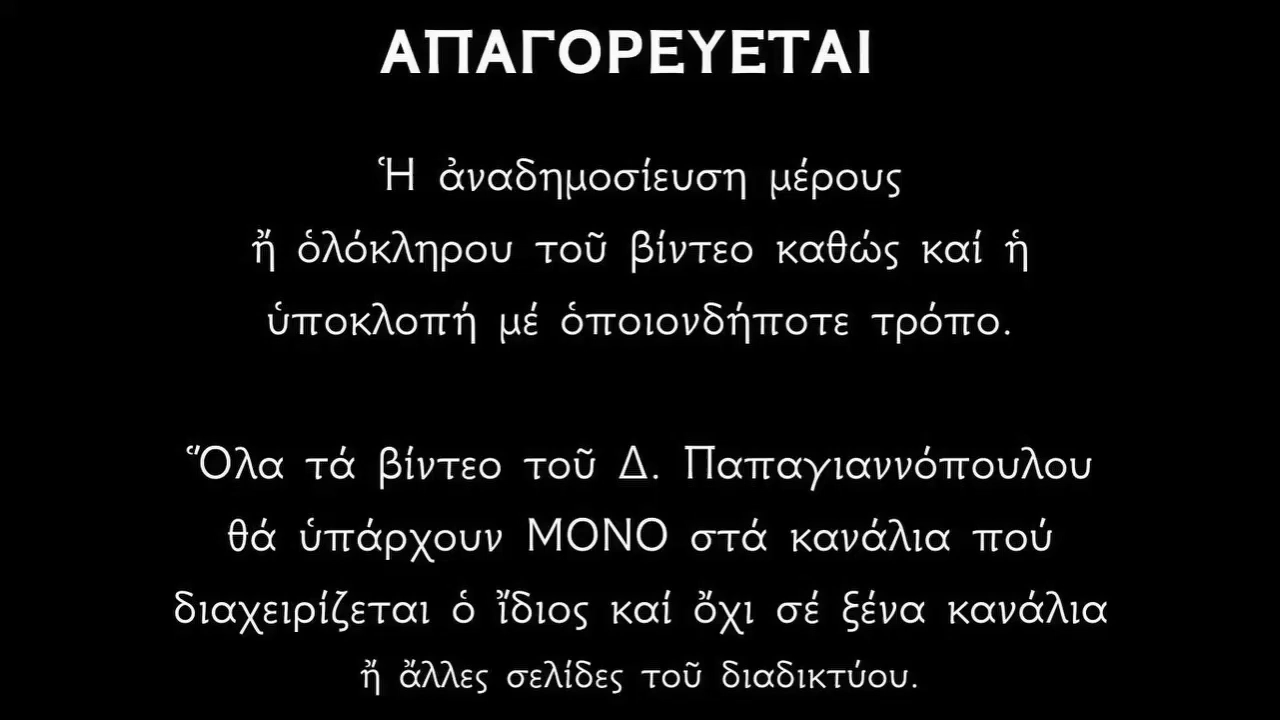 ΑΠΑΓΟΡΕΥΕΤΑΙ
Ἡ ἀναδημοσίευση μέρους
ἤ ὁλόκληρου τοῦ βίντεο καθώς καί ἡ
ὑποκλοπή μέ ὁποιονδήποτε τρόπο.
Ὅλα τά βίντεο τοῦ Δ. Παπαγιαννόπουλου
θά ὑπάρχουν ΜΟΝΟ στά κανάλια πού
διαχειρίζεται ὁ ἴδιος καί ὄχι σέ ξένα κανάλια
ἤ ἄλλες σελίδες τοῦ διαδικτύου.